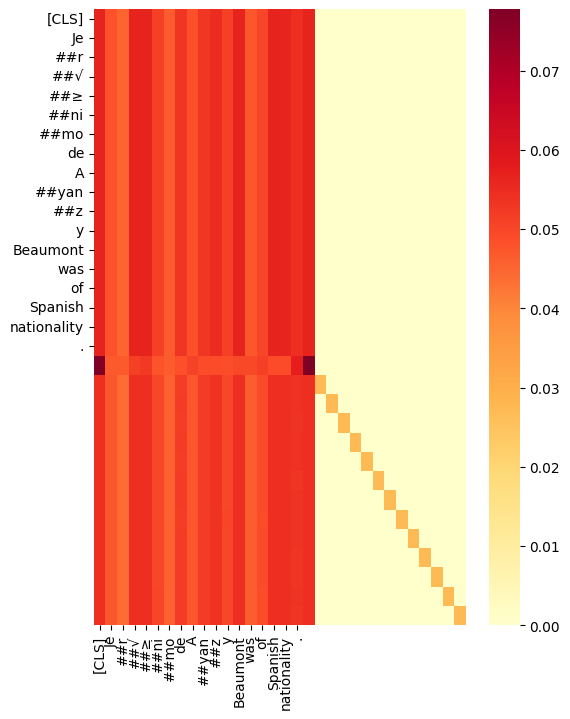 [CLS]
Je
##r
##√
##≥
##ni
##mo
de
A
##yan
##z
y
Beaumont
was
of
Spanish
nationality
.
0.07
0.06
0.05
0.04
0.03
0.02
0.01
0.00
[CLS]
Je
##r
##√
##≥
##ni
##mo
de
A
##yan
##z
y
Beaumont
was
of
Spanish
nationality
.